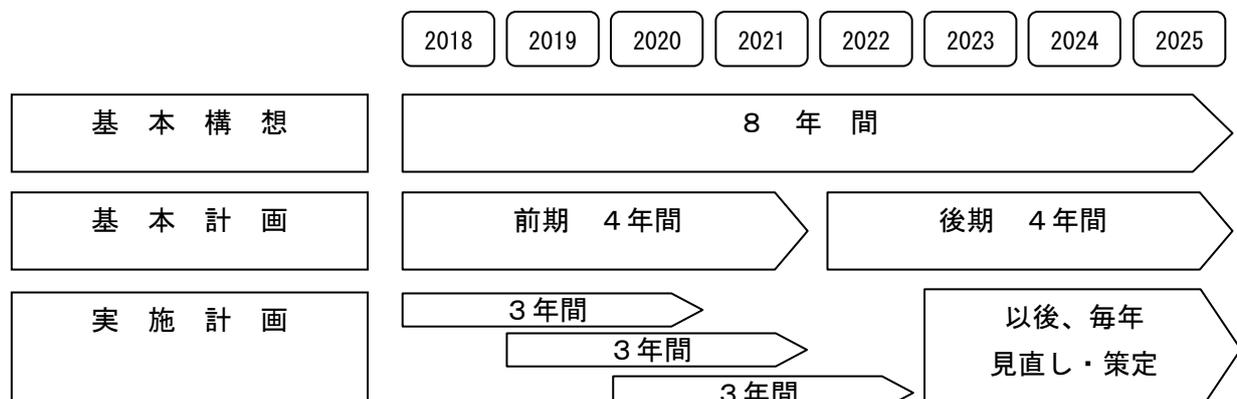 2018 2019 2020 2021 2022 2023 2024 2025
基本構想
８年間
基本計画
前期　４年間
後期　４年間
実施計画
３年間
３年間
３年間
以後、毎年
見直し・策定